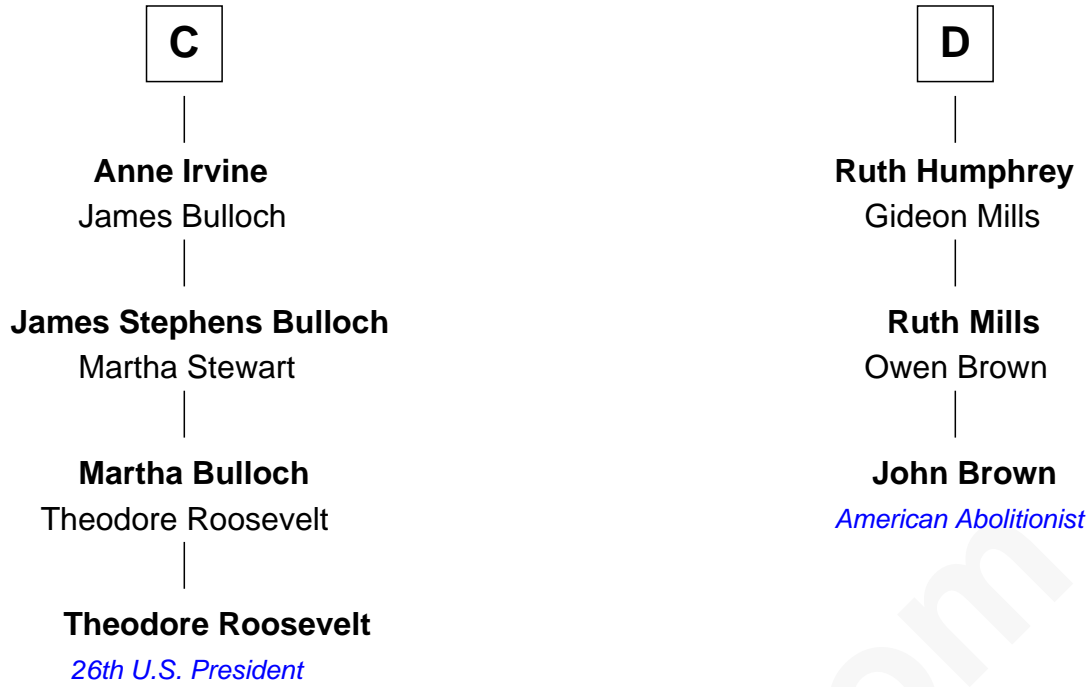 C
Anne Irvine
James Bulloch
James Stephens Bulloch
Martha Stewart
Martha Bulloch
Theodore Roosevelt
Theodore Roosevelt
26th U.S. President
D
Ruth Humphrey
Gideon Mills
Ruth Mills
Owen Brown
John Brown
American Abolitionist